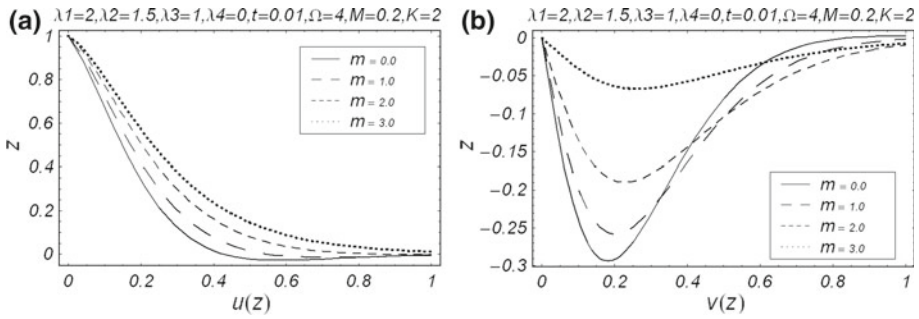 λ1=2,λ2=1.5,λ3=1,λ4=0,t=0.01,Ω=4,M=0.2,K=2
(a)
1
0.8
0.6
0.4
0.2
0
z
m = 0.0
m = 1.0
m = 2.0
m = 3.0
0 0.2 0.4 0.6 0.8 1
u(z)
λ1=2,λ2=1.5,λ3=1,λ4=0,t=0.01,Ω=4,M=0.2,K=2
(b)
0
−0.05
−0.1
−0.15
−0.2
−0.25
−0.3
z
m = 0.0
m = 1.0
m = 2.0
m = 3.0
0 0.2 0.4 0.6 0.8 1
v(z)